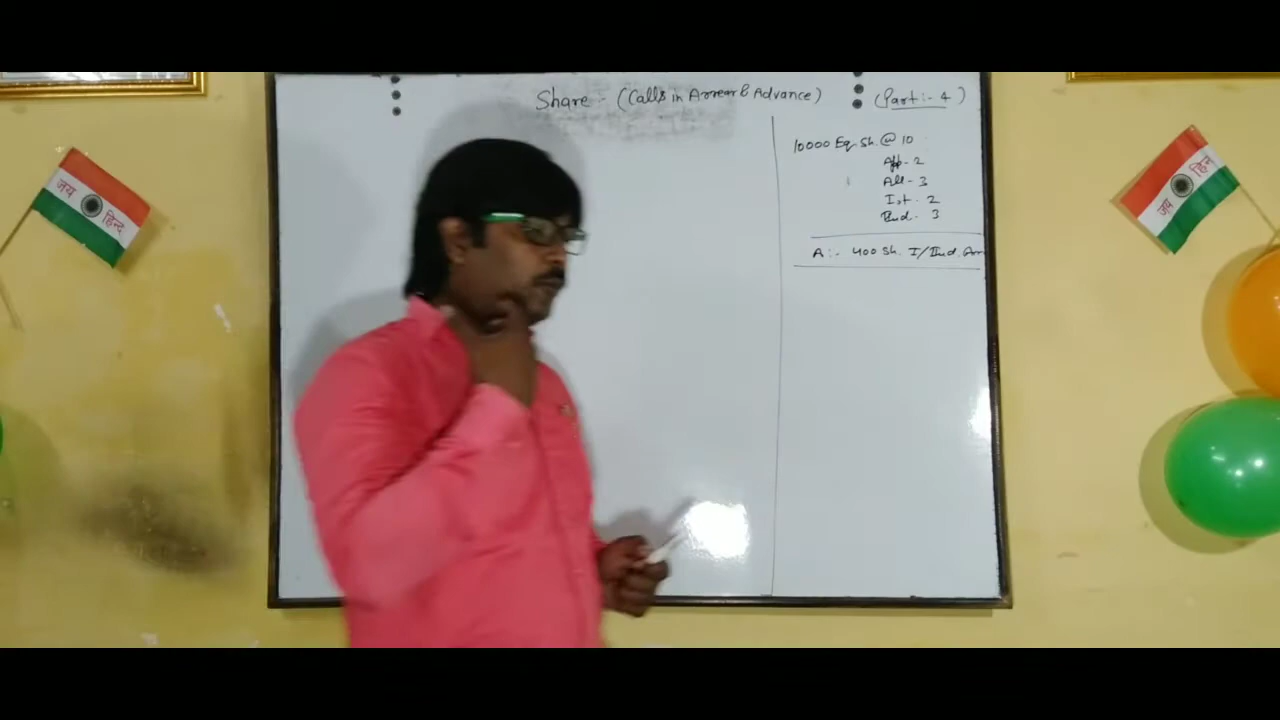 Share :- (Calls in Arrear & Advance)
(Part :- 4)
10000 Eq. Sh. @ 10
App - 2
All - 3
Ist - 2
IInd - 3
A :- 400 Sh. I/IInd. Arr
जय हिन्द
जय हिन्द